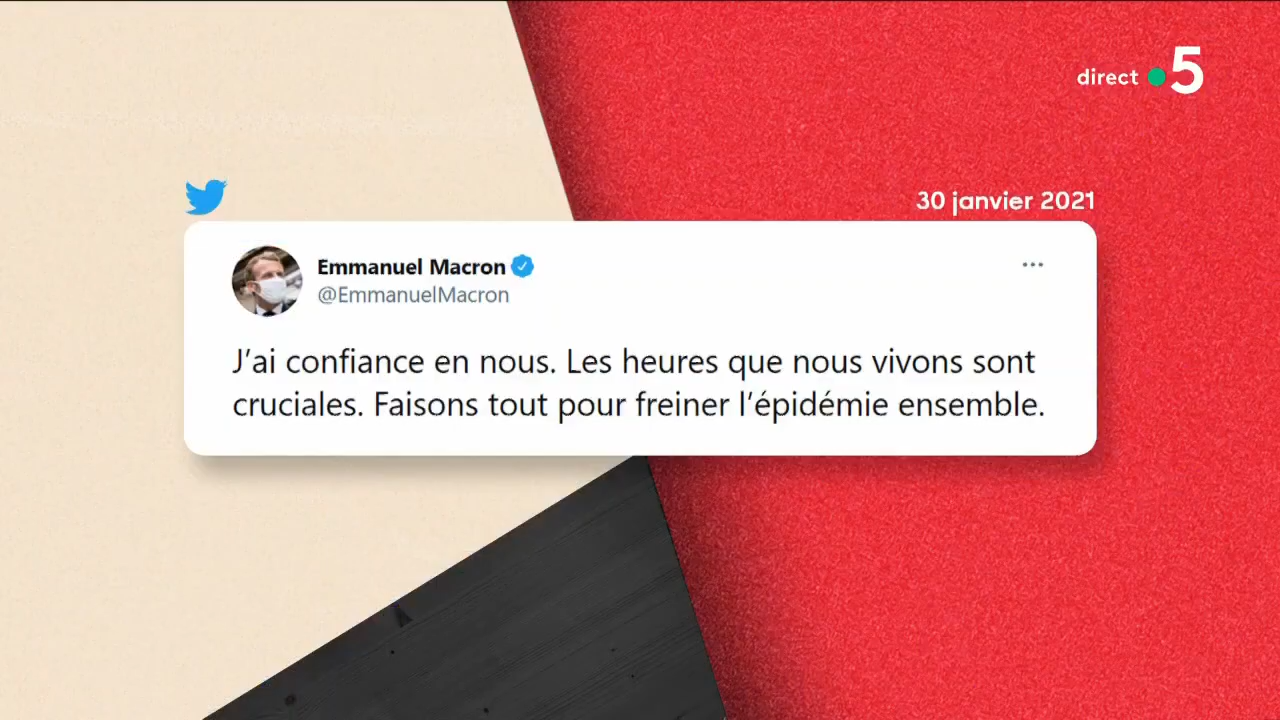 direct 5
30 janvier 2021
Emmanuel Macron
@EmmanuelMacron
J’ai confiance en nous. Les heures que nous vivons sont
cruciales. Faisons tout pour freiner l’épidémie ensemble.